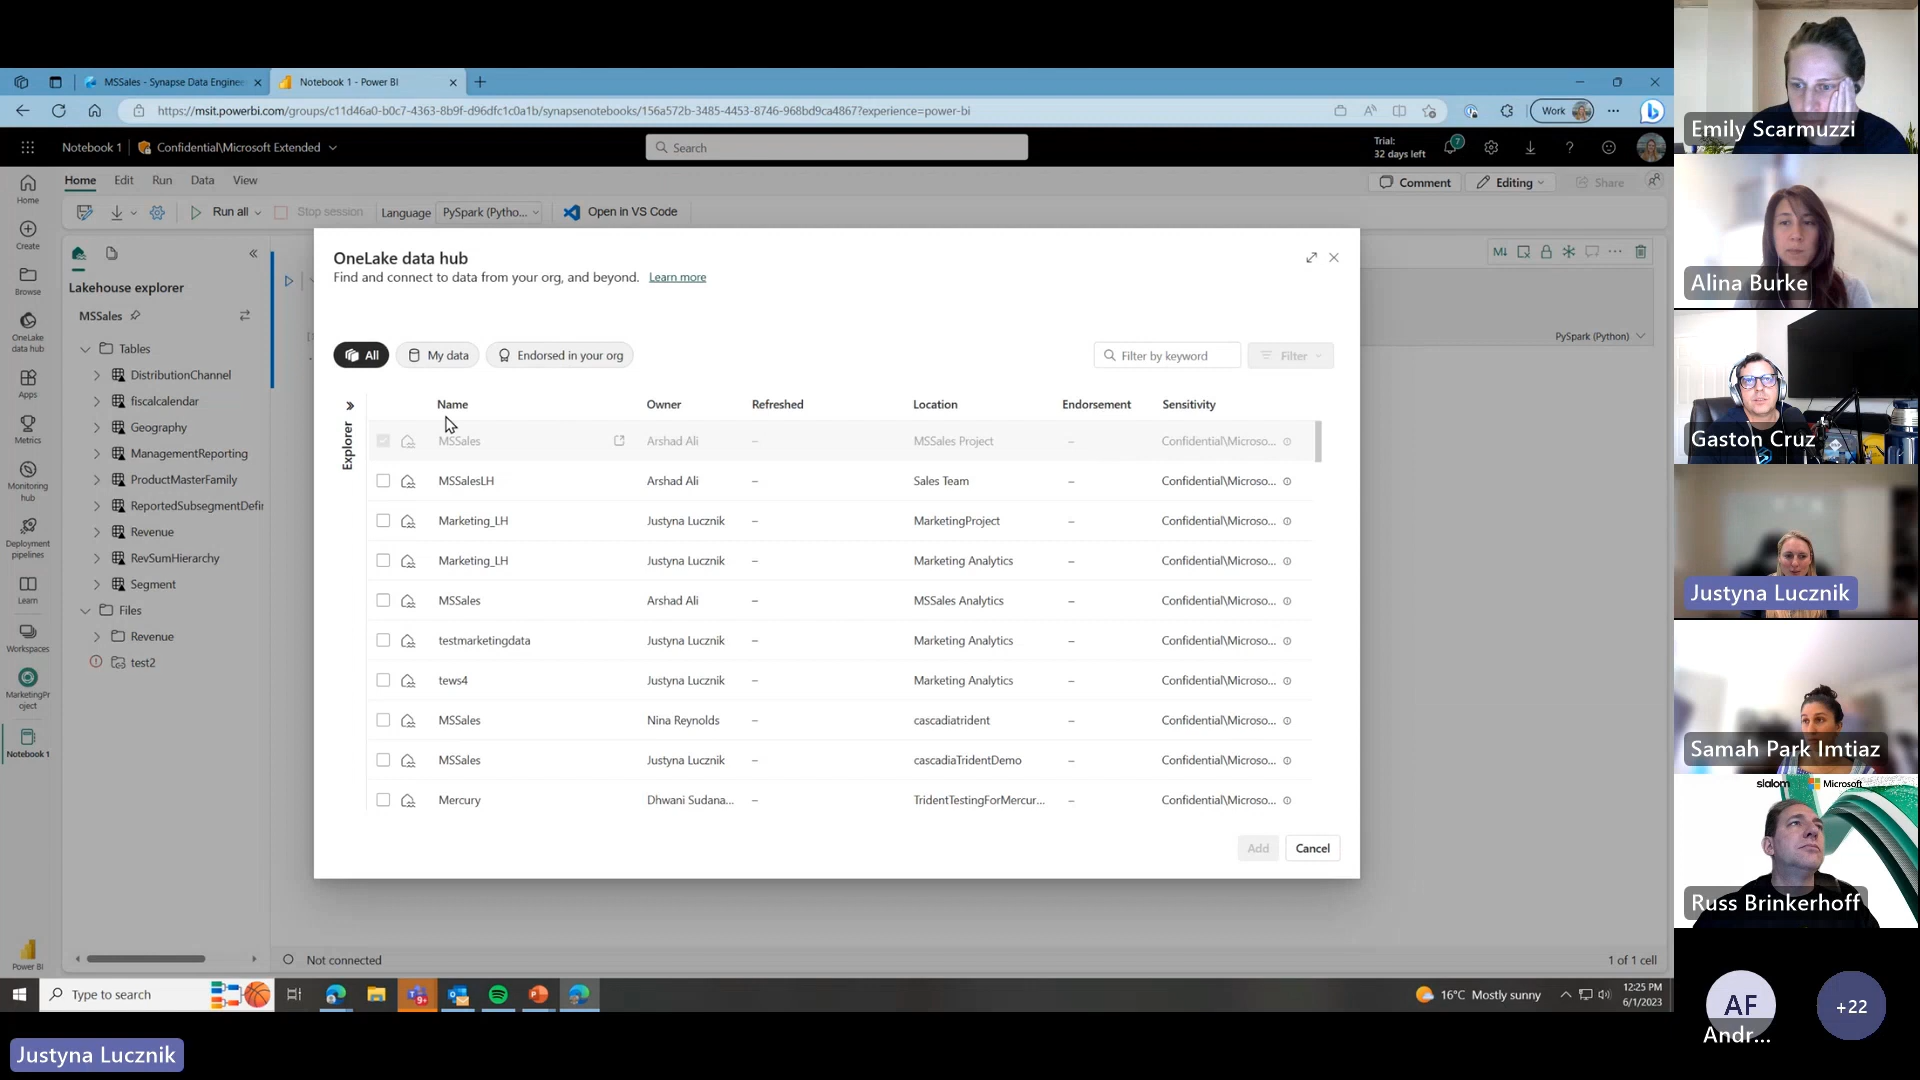 MSSales - Synapse Data Enginee
Notebook 1 - Power BI
https://msit.powerbi.com/groups/c11d46a0-b0c7-4363-8b9f-d96dfc1c0a1b/synapsenotebooks/156a572b-3485-4453-8746-968bd9ca4867?experience=power-bi
Work
Notebook 1
Confidential\Microsoft Extended
Search
Trial:
32 days left
7
Home
Edit
Run
Data
View
Comment
Editing
Share
Run all
Stop session
Language
PySpark (Pytho...
Open in VS Code
Home
Create
Browse
OneLake
data hub
Apps
Metrics
Monitoring
hub
Deployment
pipelines
Learn
Workspaces
MarketingPr
oject
Notebook 1
Power BI
Lakehouse explorer
MSSales
Tables
DistributionChannel
fiscalcalendar
Geography
ManagementReporting
ProductMasterFamily
ReportedSubsegmentDefir
Revenue
RevSumHierarchy
Segment
Files
Revenue
test2
OneLake data hub
Find and connect to data from your org, and beyond. Learn more
All
My data
Endorsed in your org
Filter by keyword
Filter
Explorer
Name Owner Refreshed Location Endorsement Sensitivity
MSSales Arshad Ali – MSSales Project – Confidential\Microso...
MSSalesLH Arshad Ali – Sales Team – Confidential\Microso...
Marketing_LH Justyna Lucznik – MarketingProject – Confidential\Microso...
Marketing_LH Justyna Lucznik – Marketing Analytics – Confidential\Microso...
MSSales Arshad Ali – MSSales Analytics – Confidential\Microso...
testmarketingdata Justyna Lucznik – Marketing Analytics – Confidential\Microso...
tews4 Justyna Lucznik – Marketing Analytics – Confidential\Microso...
MSSales Nina Reynolds – cascadiatrident – Confidential\Microso...
MSSales Justyna Lucznik – cascadiaTridentDemo – Confidential\Microso...
Mercury Dhwani Sudana... – TridentTestingForMercur... – Confidential\Microso...
Add
Cancel
M↓
PySpark (Python)
Not connected
1 of 1 cell
Type to search
9+
16°C Mostly sunny
12:25 PM
6/1/2023
Justyna Lucznik
Emily Scarmuzzi
Alina Burke
Gaston Cruz
Justyna Lucznik
Samah Park Imtiaz
slalom
Microsoft
Russ Brinkerhoff
AF
Andr...
+22